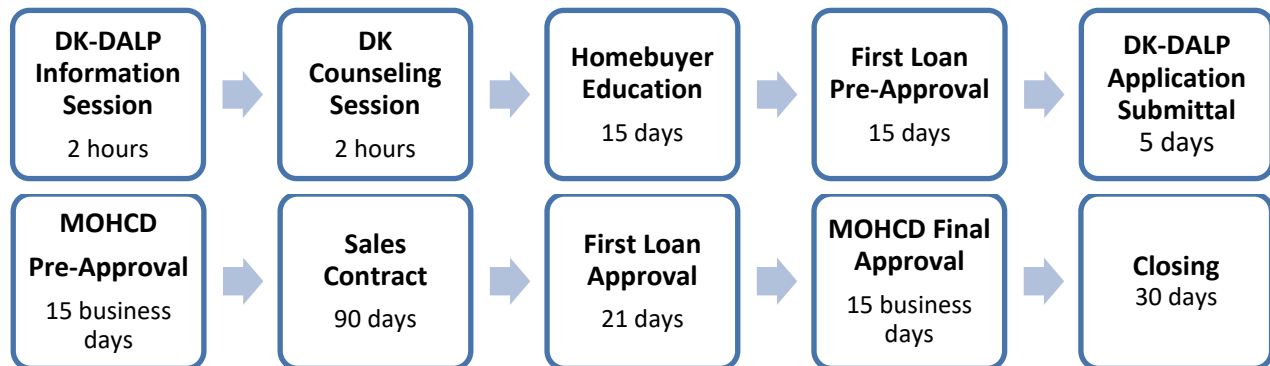 DK-DALP
Information
Session
2 hours
DK
Counseling
Session
2 hours
Homebuyer
Education
15 days
First Loan
Pre-Approval
15 days
DK-DALP
Application
Submittal
5 days
MOHCD
Pre-Approval
15 business
days
Sales
Contract
90 days
First Loan
Approval
21 days
MOHCD Final
Approval
15 business
days
Closing
30 days